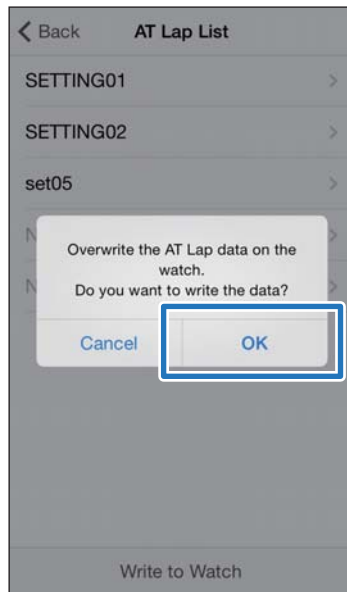 Back AT Lap List
SETTING01
SETTING02
set05
N
Overwrite the AT Lap data on the
watch.
Do you want to write the data?
N
Cancel OK
Write to Watch